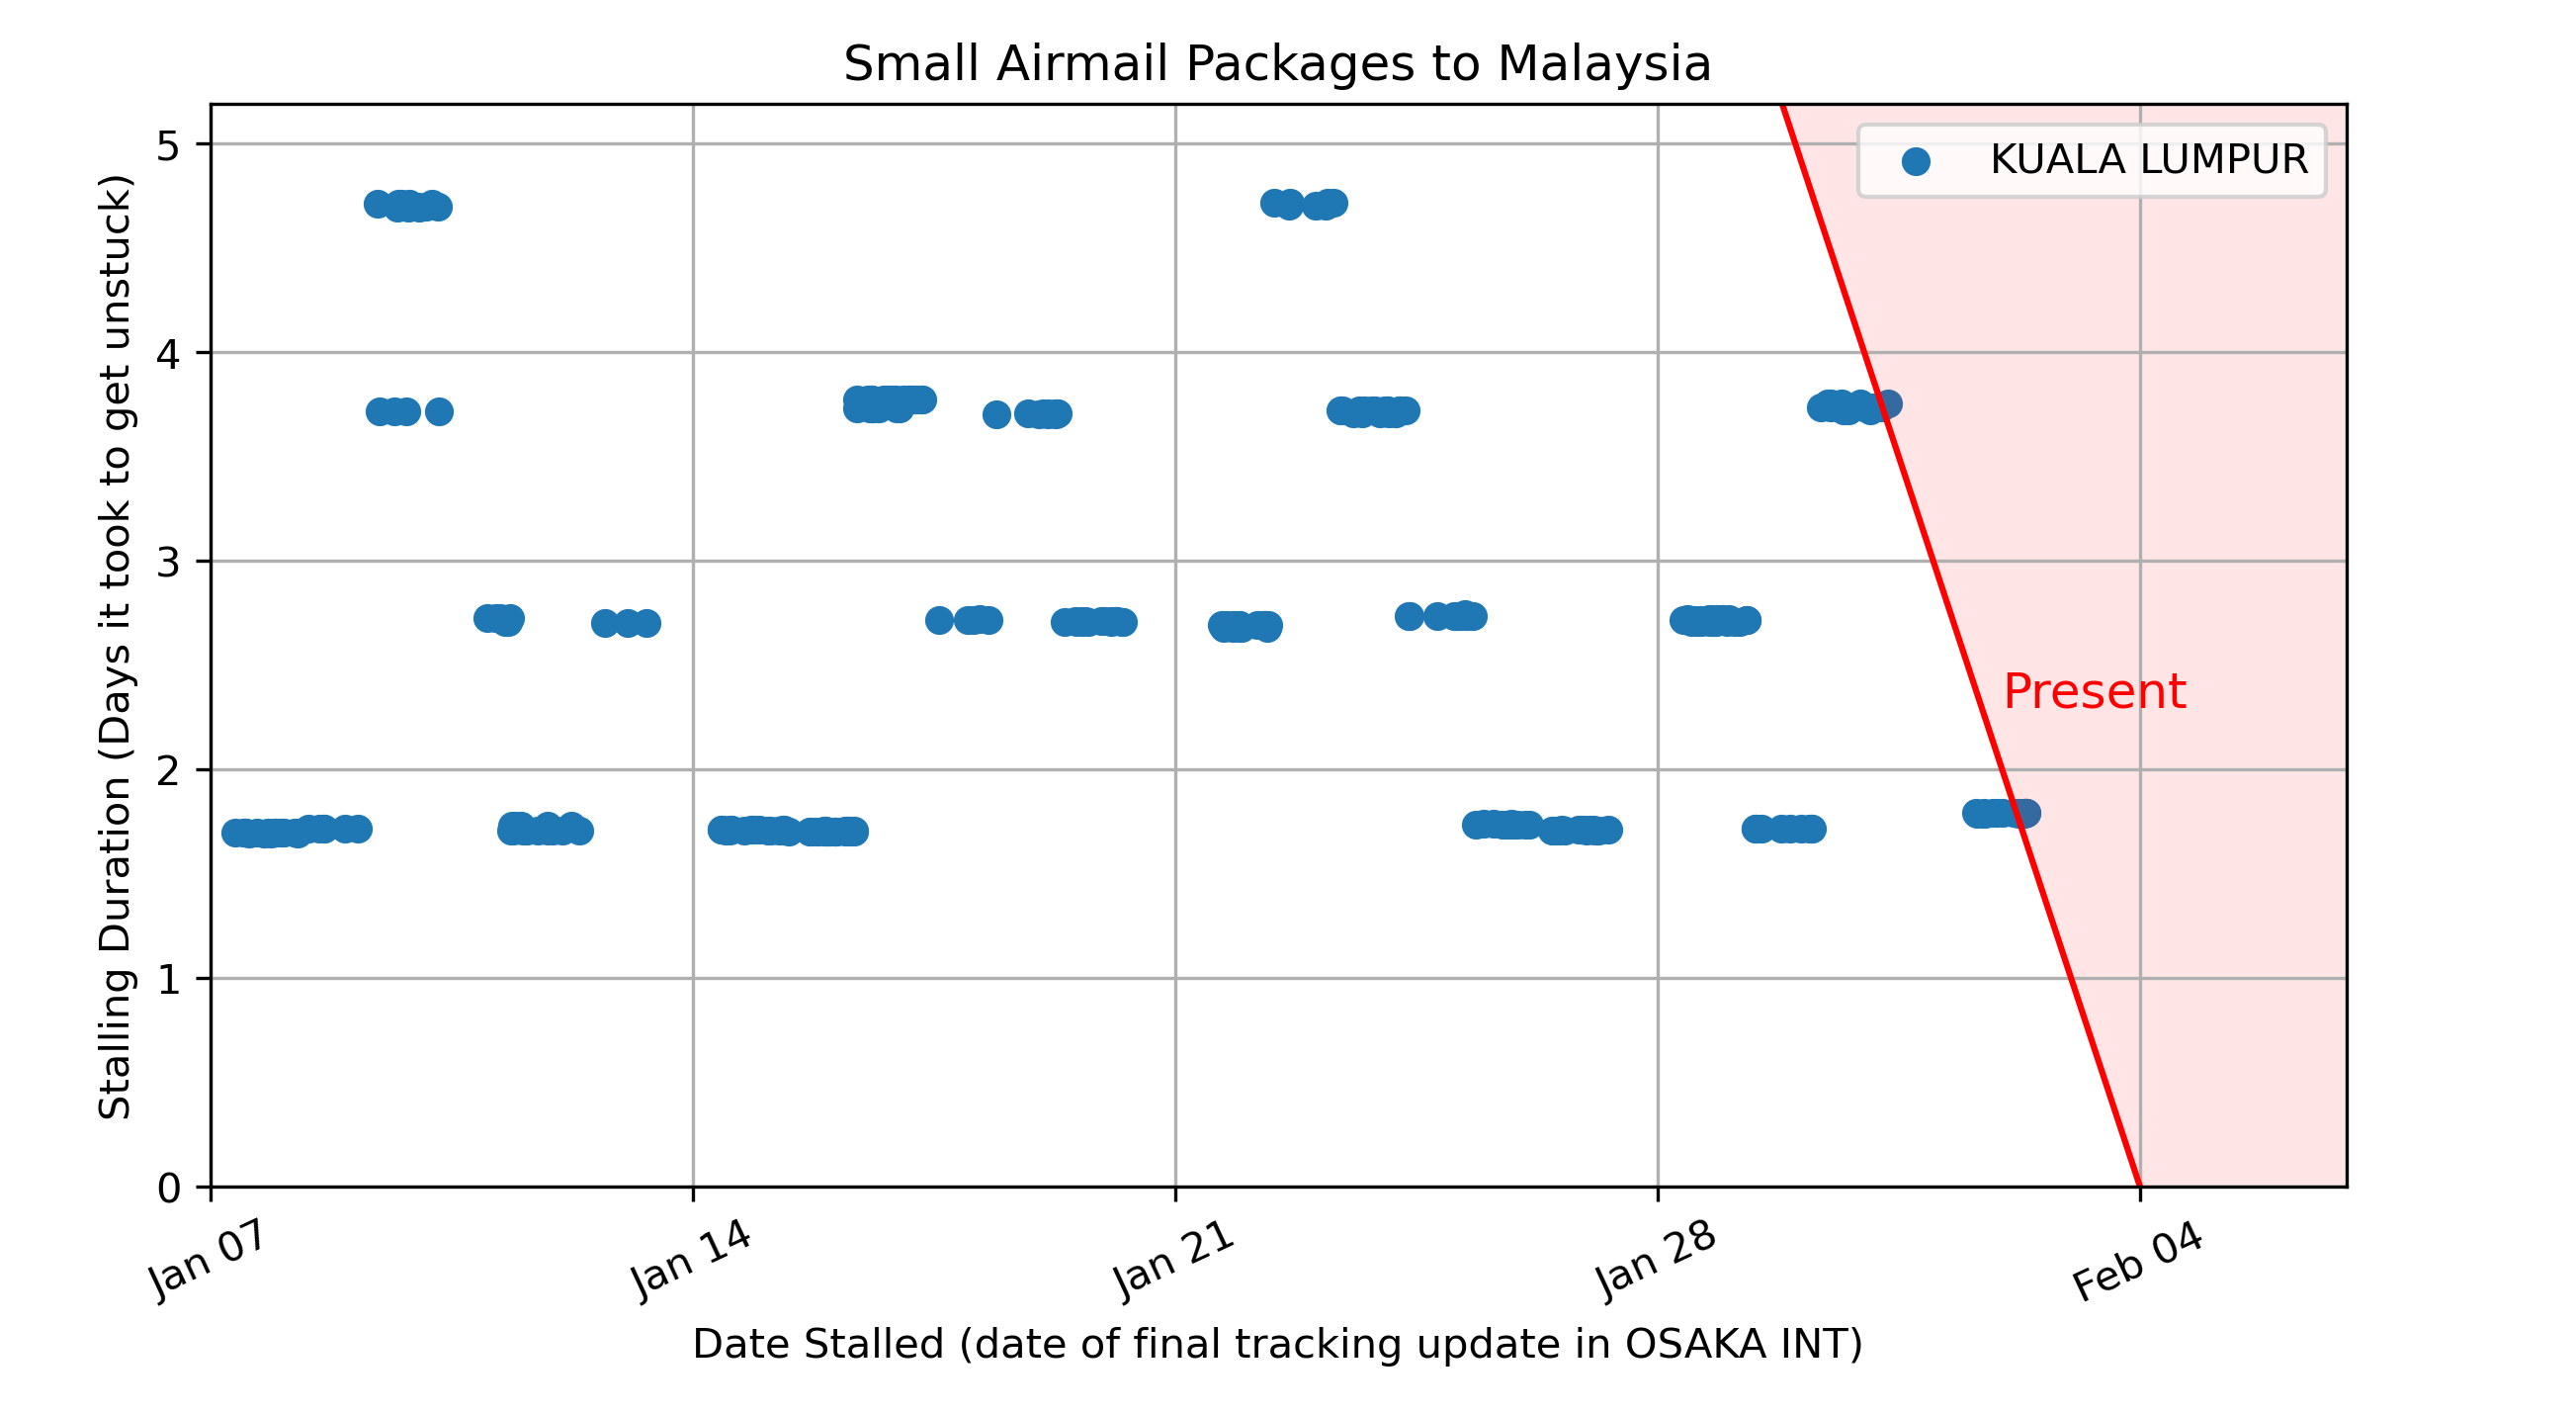 Small Airmail Packages to Malaysia
Stalling Duration (Days it took to get unstuck)
5
4
3
2
1
0
KUALA LUMPUR
Present
Jan 07
Jan 14
Jan 21
Jan 28
Feb 04
Date Stalled (date of final tracking update in OSAKA INT)